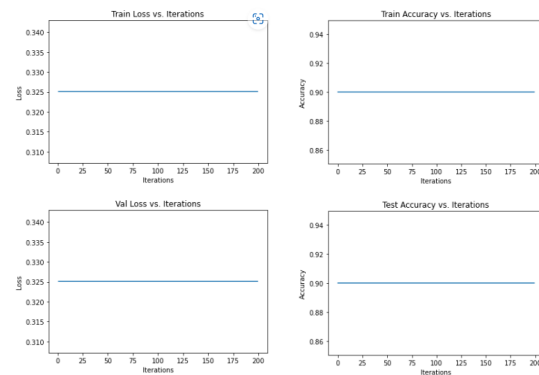 Train Loss vs. Iterations
0.340
0.335
0.330
0.325
0.320
0.315
0.310
Loss
0 25 50 75 100 125 150 175 200
Iterations
Train Accuracy vs. Iterations
0.94
0.92
0.90
0.88
0.86
Accuracy
0 25 50 75 100 125 150 175 200
Iterations
Val Loss vs. Iterations
0.340
0.335
0.330
0.325
0.320
0.315
0.310
Loss
0 25 50 75 100 125 150 175 200
Iterations
Test Accuracy vs. Iterations
0.94
0.92
0.90
0.88
0.86
Accuracy
0 25 50 75 100 125 150 175 200
Iterations